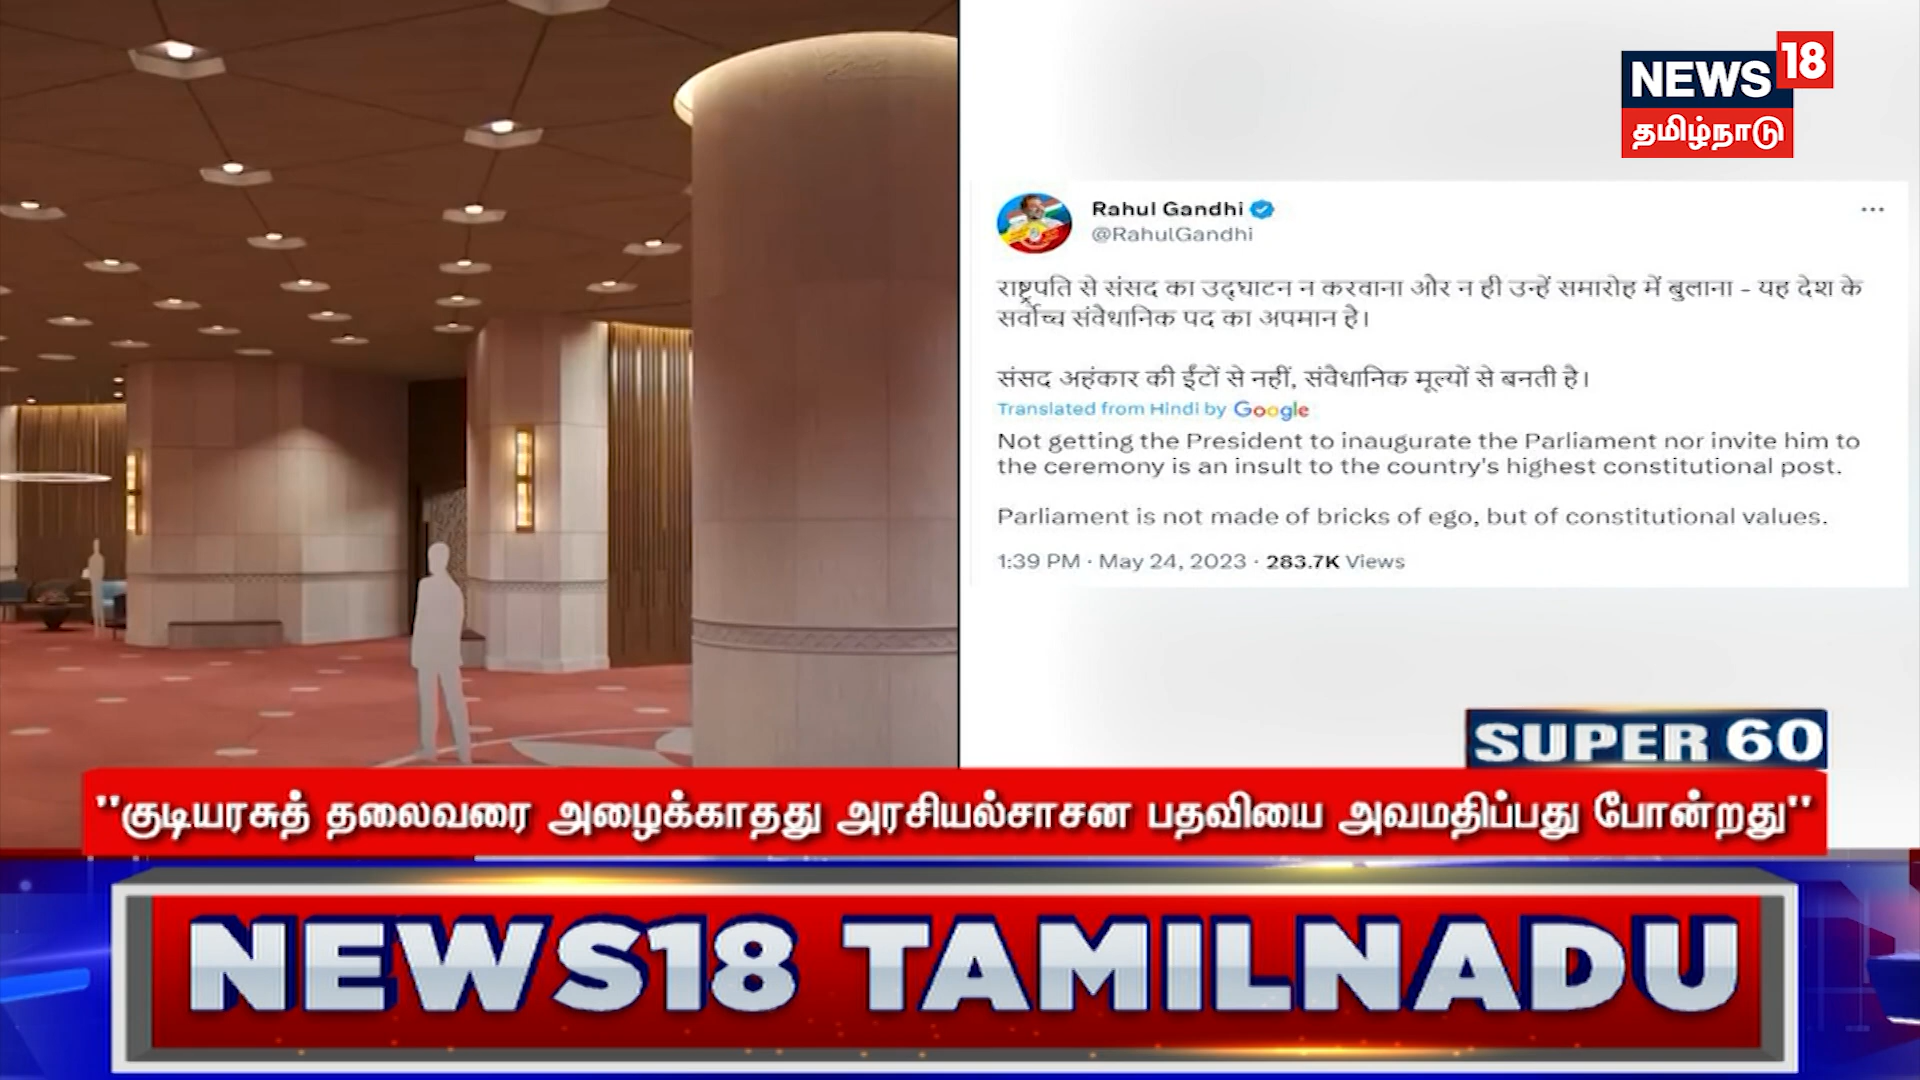 NEWS 18
தமிழ்நாடு
Rahul Gandhi
@RahulGandhi
राष्ट्रपति से संसद का उद्घाटन न करवाना और न ही उन्हें समारोह में बुलाना - यह देश के
सर्वोच्च संवैधानिक पद का अपमान है।
संसद अहंकार की ईंटों से नहीं, संवैधानिक मूल्यों से बनती है।
Translated from Hindi by Google
Not getting the President to inaugurate the Parliament nor invite him to
the ceremony is an insult to the country's highest constitutional post.
Parliament is not made of bricks of ego, but of constitutional values.
1:39 PM · May 24, 2023 · 283.7K Views
SUPER 60
"குடியரசுத் தலைவரை அழைக்காதது அரசியல்சாசன பதவியை அவமதிப்பது போன்றது"
NEWS18 TAMILNADU